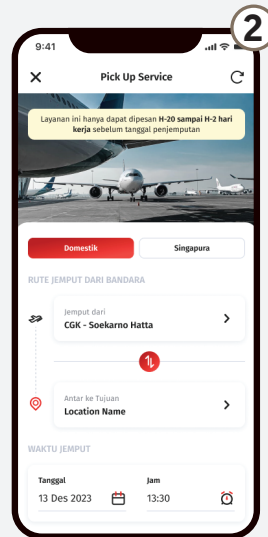 2
9:41
Pick Up Service
Layanan ini hanya dapat dipesan H-20 sampai H-2 hari
kerja sebelum tanggal penjemputan
Domestik
Singapura
RUTE JEMPUT DARI BANDARA
Jemput dari
CGK - Soekarno Hatta
Antar ke Tujuan
Location Name
WAKTU JEMPUT
Tanggal
Jam
13 Des 2023
13:30